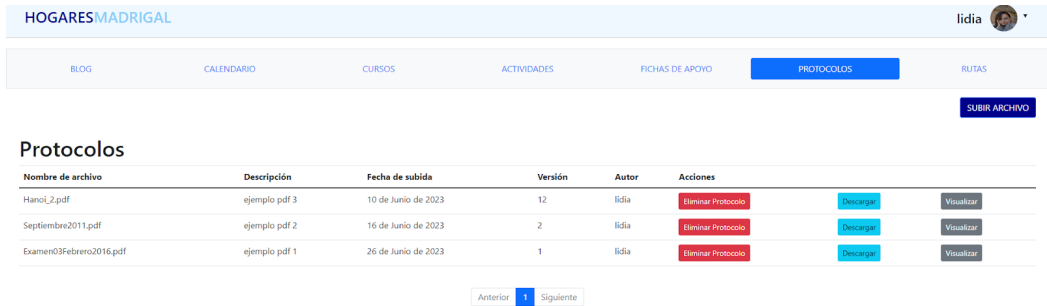 HOGARESMADRIGAL lidia
BLOG CALENDARIO CURSOS ACTIVIDADES FICHAS DE APOYO PROTOCOLOS RUTAS
SUBIR ARCHIVO
Protocolos
Nombre de archivo Descripción Fecha de subida Versión Autor Acciones
Hanoi_2.pdf ejemplo pdf 3 10 de Junio de 2023 12 lidia Eliminar Protocolo Descargar Visualizar
Septiembre2011.pdf ejemplo pdf 2 16 de Junio de 2023 2 lidia Eliminar Protocolo Descargar Visualizar
Examen03Febrero2016.pdf ejemplo pdf 1 26 de Junio de 2023 1 lidia Eliminar Protocolo Descargar Visualizar
Anterior 1 Siguiente